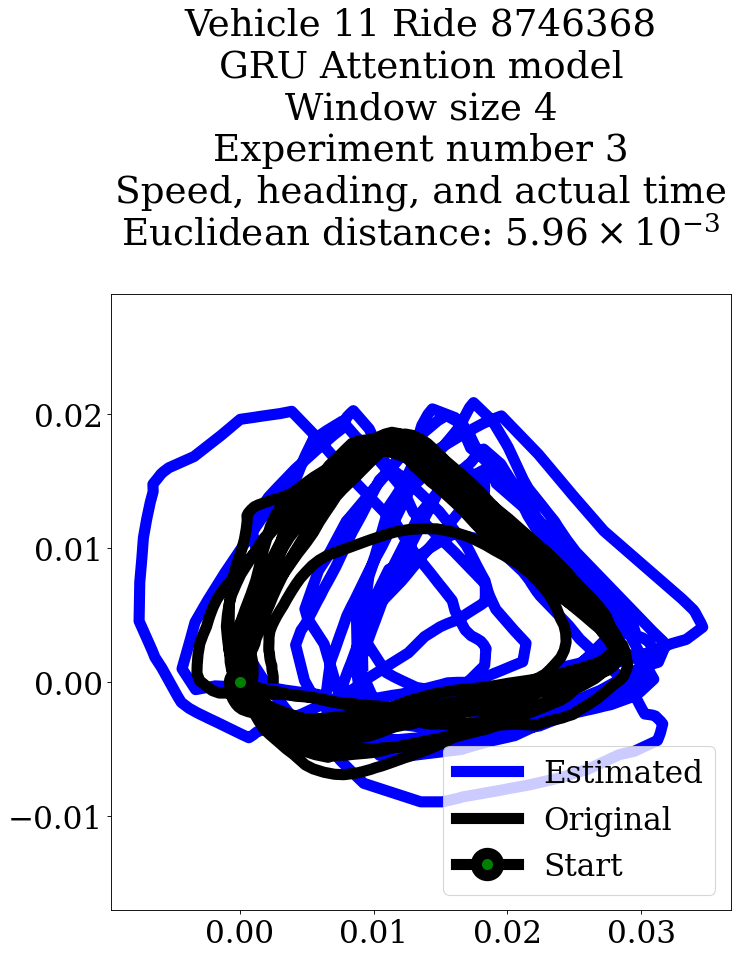 Vehicle 11 Ride 8746368
GRU Attention model
Window size 4
Experiment number 3
Speed, heading, and actual time
Euclidean distance: 5.96 × 10⁻³
0.02
0.01
0.00
−0.01
Estimated
Original
Start
0.00 0.01 0.02 0.03